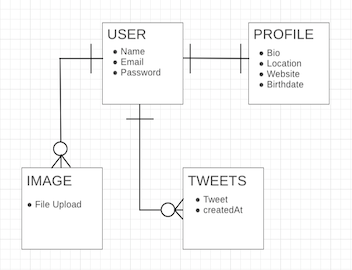 USER
Name
Email
Password
PROFILE
Bio
Location
Website
Birthdate
IMAGE
File Upload
TWEETS
Tweet
createdAt